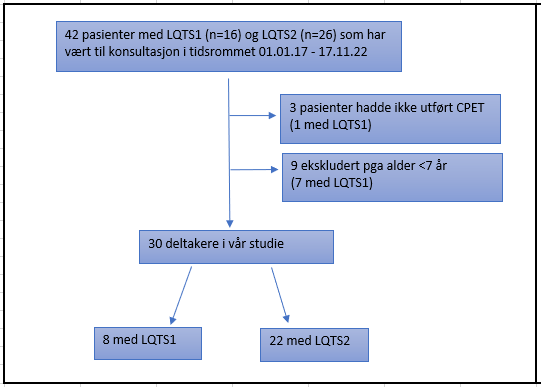 42 pasienter med LQTS1 (n=16) og LQTS2 (n=26) som har
vært til konsultasjon i tidsrommet 01.01.17 - 17.11.22
3 pasienter hadde ikke utført CPET
(1 med LQTS1)
9 ekskludert pga alder <7 år
(7 med LQTS1)
30 deltakere i vår studie
8 med LQTS1
22 med LQTS2